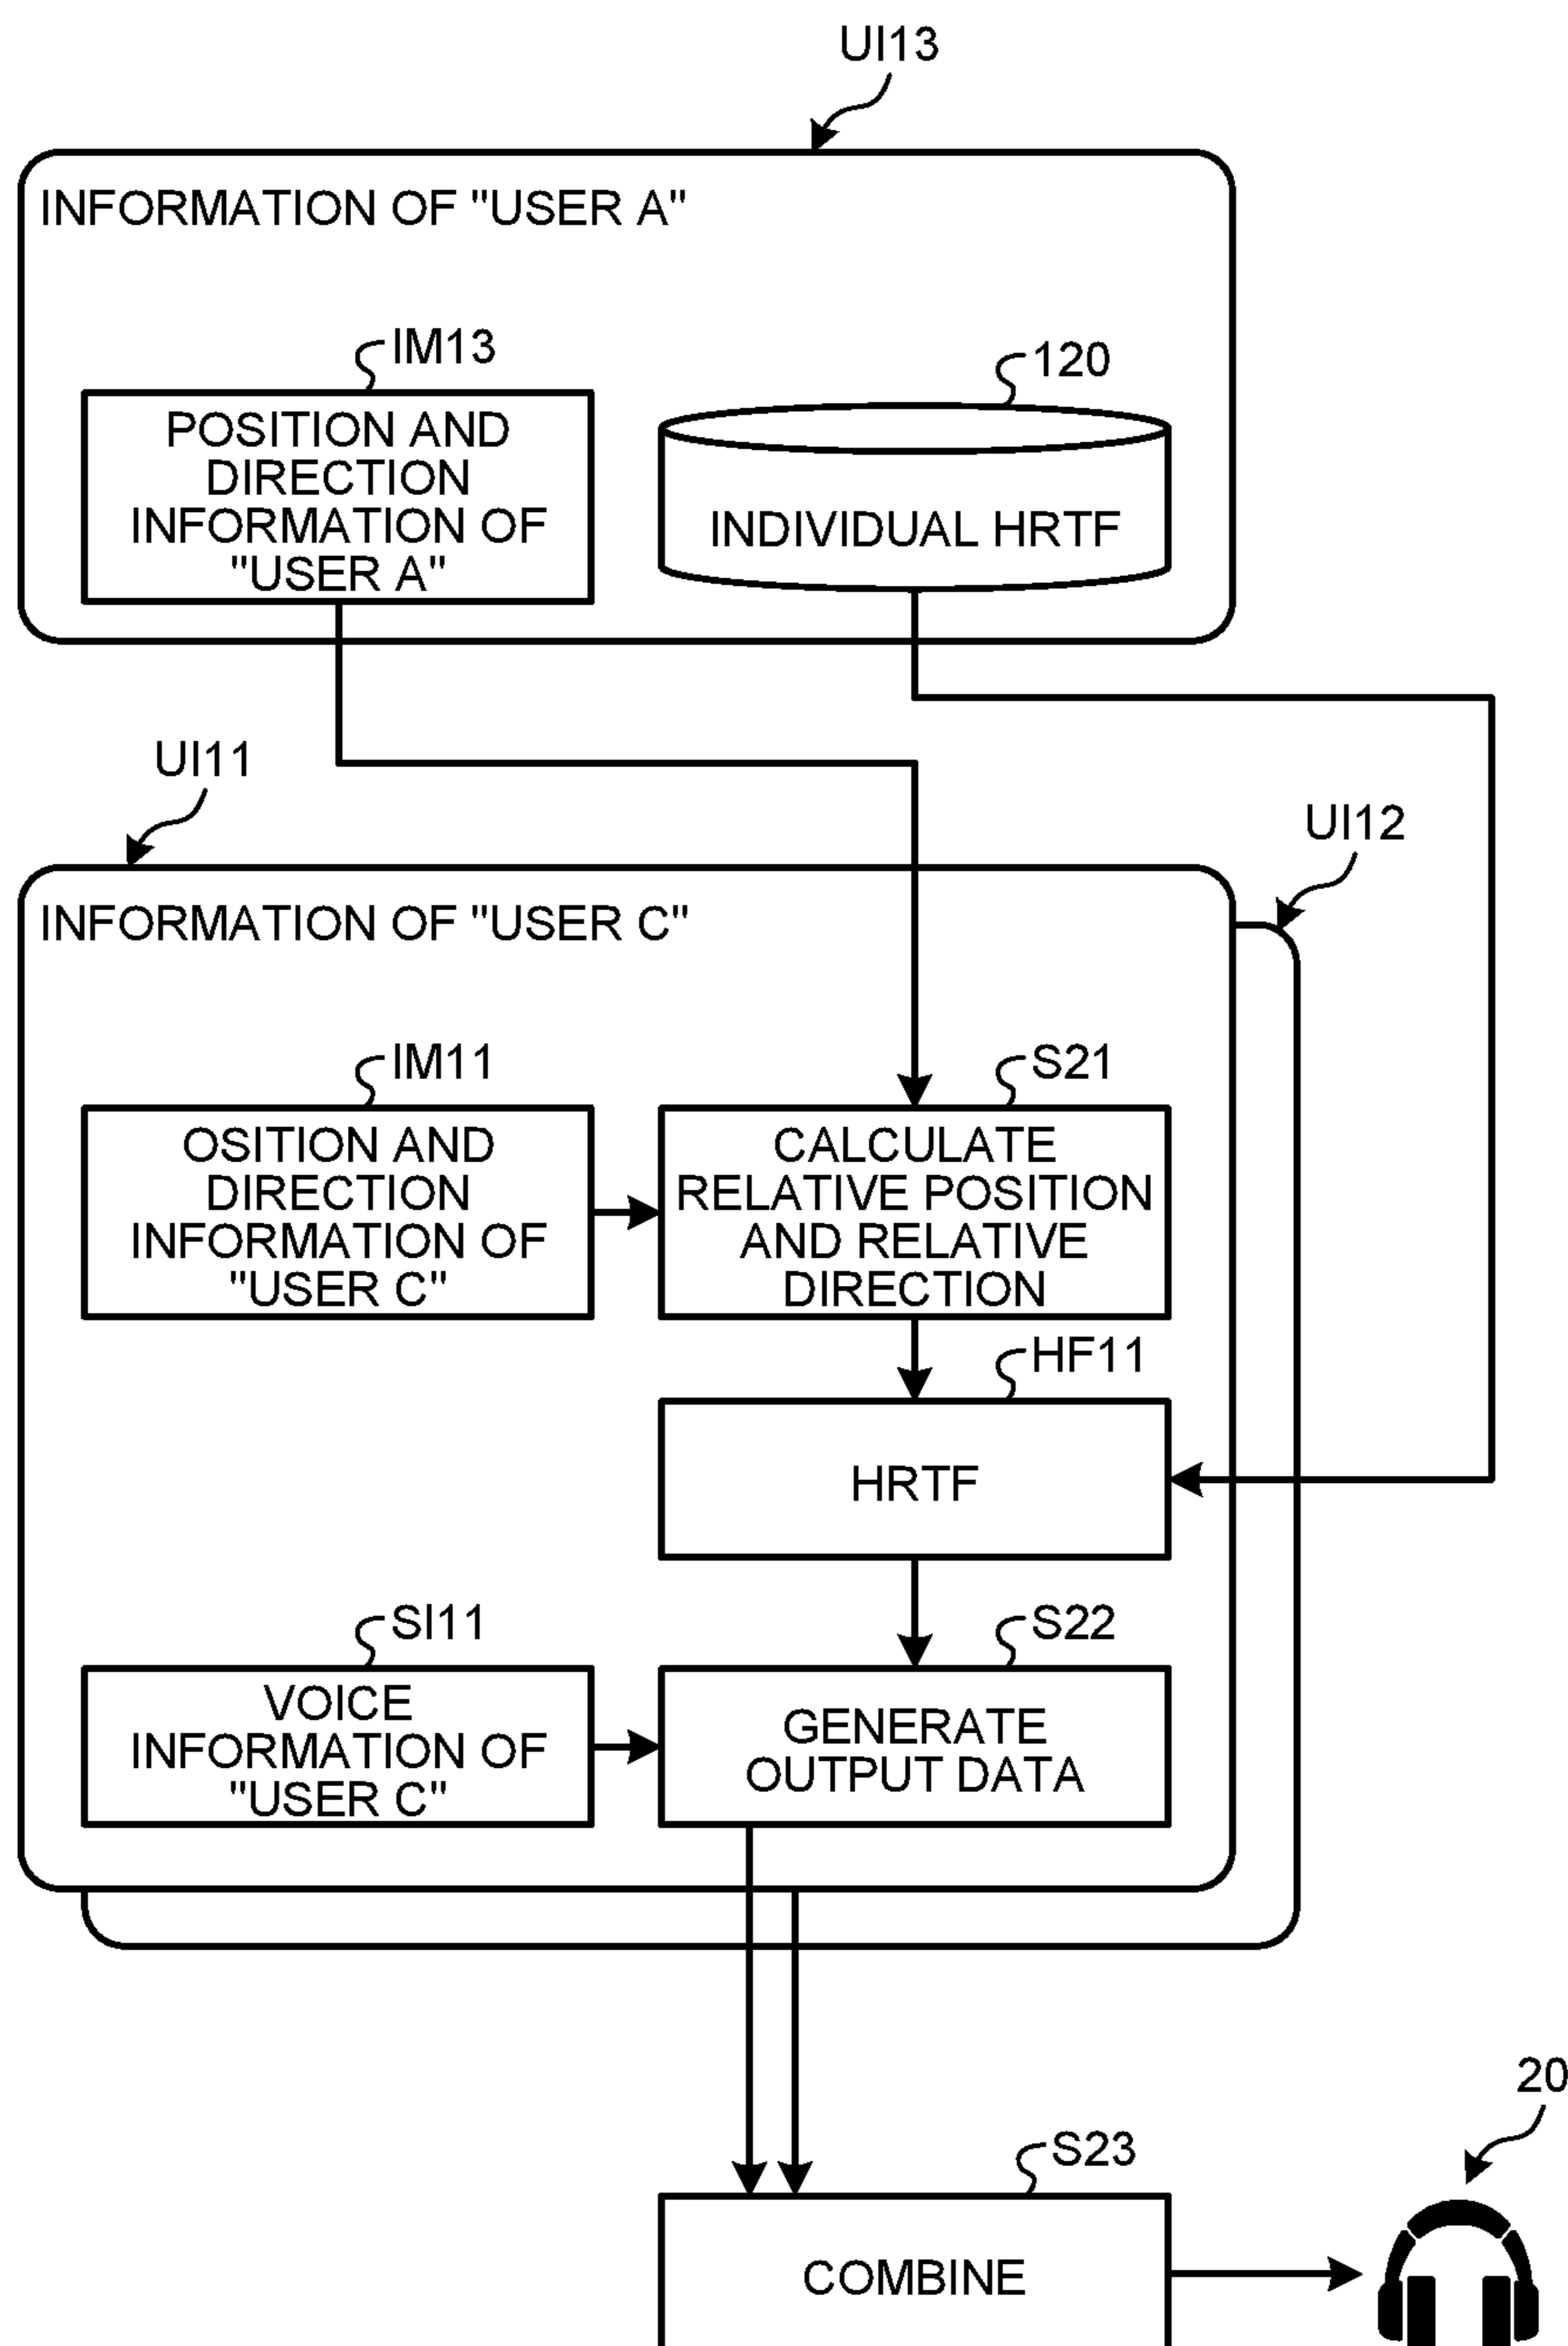 UI13
INFORMATION OF "USER A"
IM13
120
POSITION AND
DIRECTION
INFORMATION OF
"USER A"
INDIVIDUAL HRTF
UI11
UI12
INFORMATION OF "USER C"
IM11
S21
OSITION AND
DIRECTION
INFORMATION OF
"USER C"
CALCULATE
RELATIVE POSITION
AND RELATIVE
DIRECTION
HF11
HRTF
SI11
S22
VOICE
INFORMATION OF
"USER C"
GENERATE
OUTPUT DATA
20
S23
COMBINE